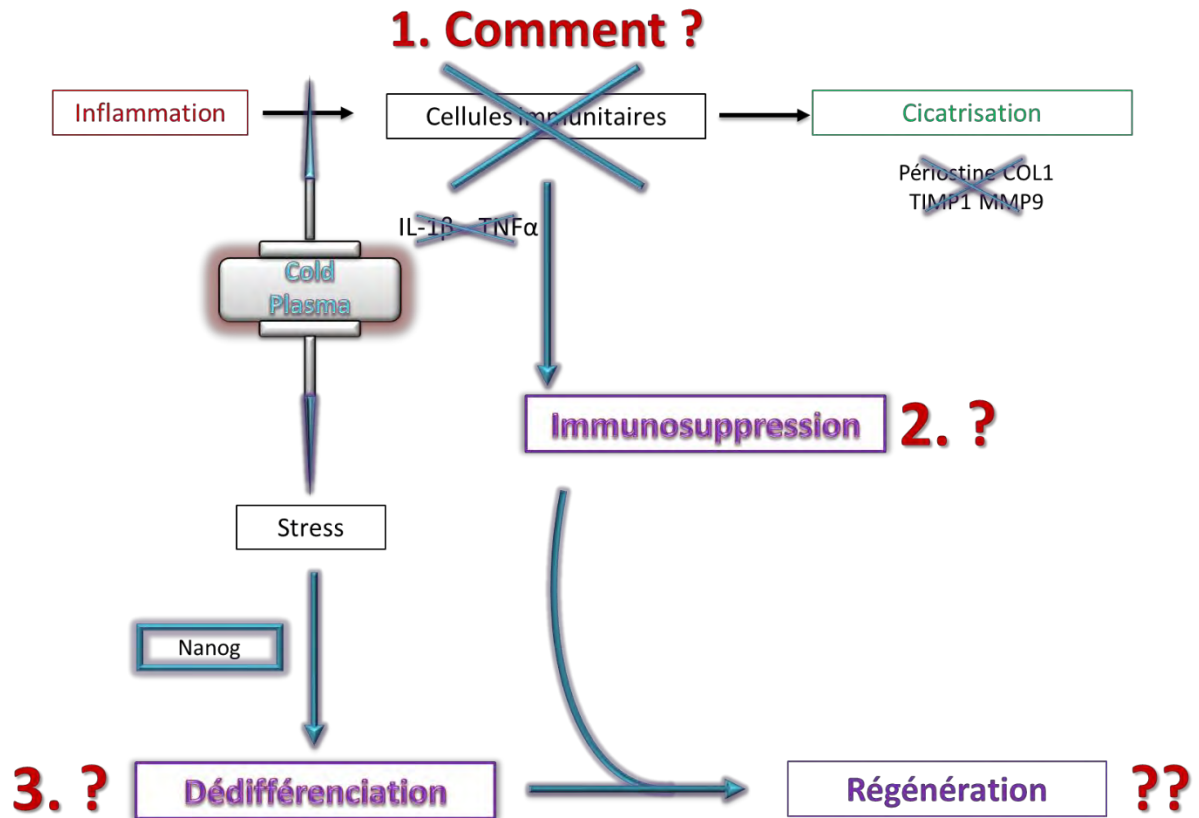 1. Comment ?
Inflammation
Cellules immunitaires
Cicatrisation
Périostine COL1
TIMP1 MMP9
IL-1β TNFα
Cold
Plasma
Immunosuppression
2. ?
Stress
Nanog
3. ?
Dédifférenciation
Régénération
??